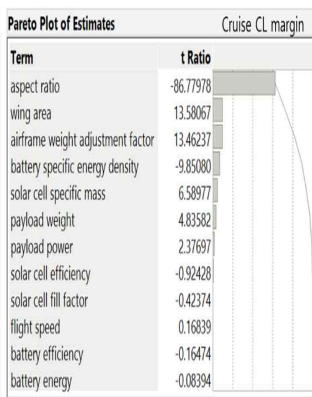 Pareto Plot of Estimates Cruise CL margin
Term t Ratio
aspect ratio -86.77978
wing area 13.58067
airframe weight adjustment factor 13.46237
battery specific energy density -9.85080
solar cell specific mass 6.58977
payload weight 4.83582
payload power 2.37697
solar cell efficiency -0.92428
solar cell fill factor -0.42374
flight speed 0.16839
battery efficiency -0.16474
battery energy -0.08394